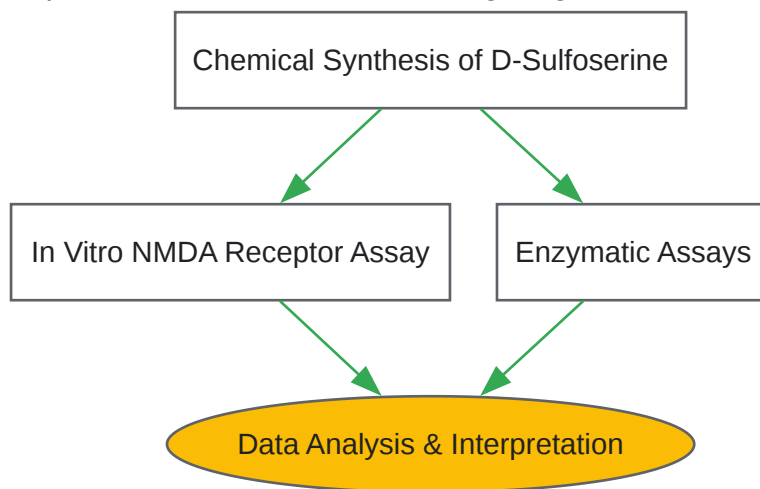 Chemical Synthesis of D-Sulfoserine
In Vitro NMDA Receptor Assay
Enzymatic Assays
Data Analysis & Interpretation